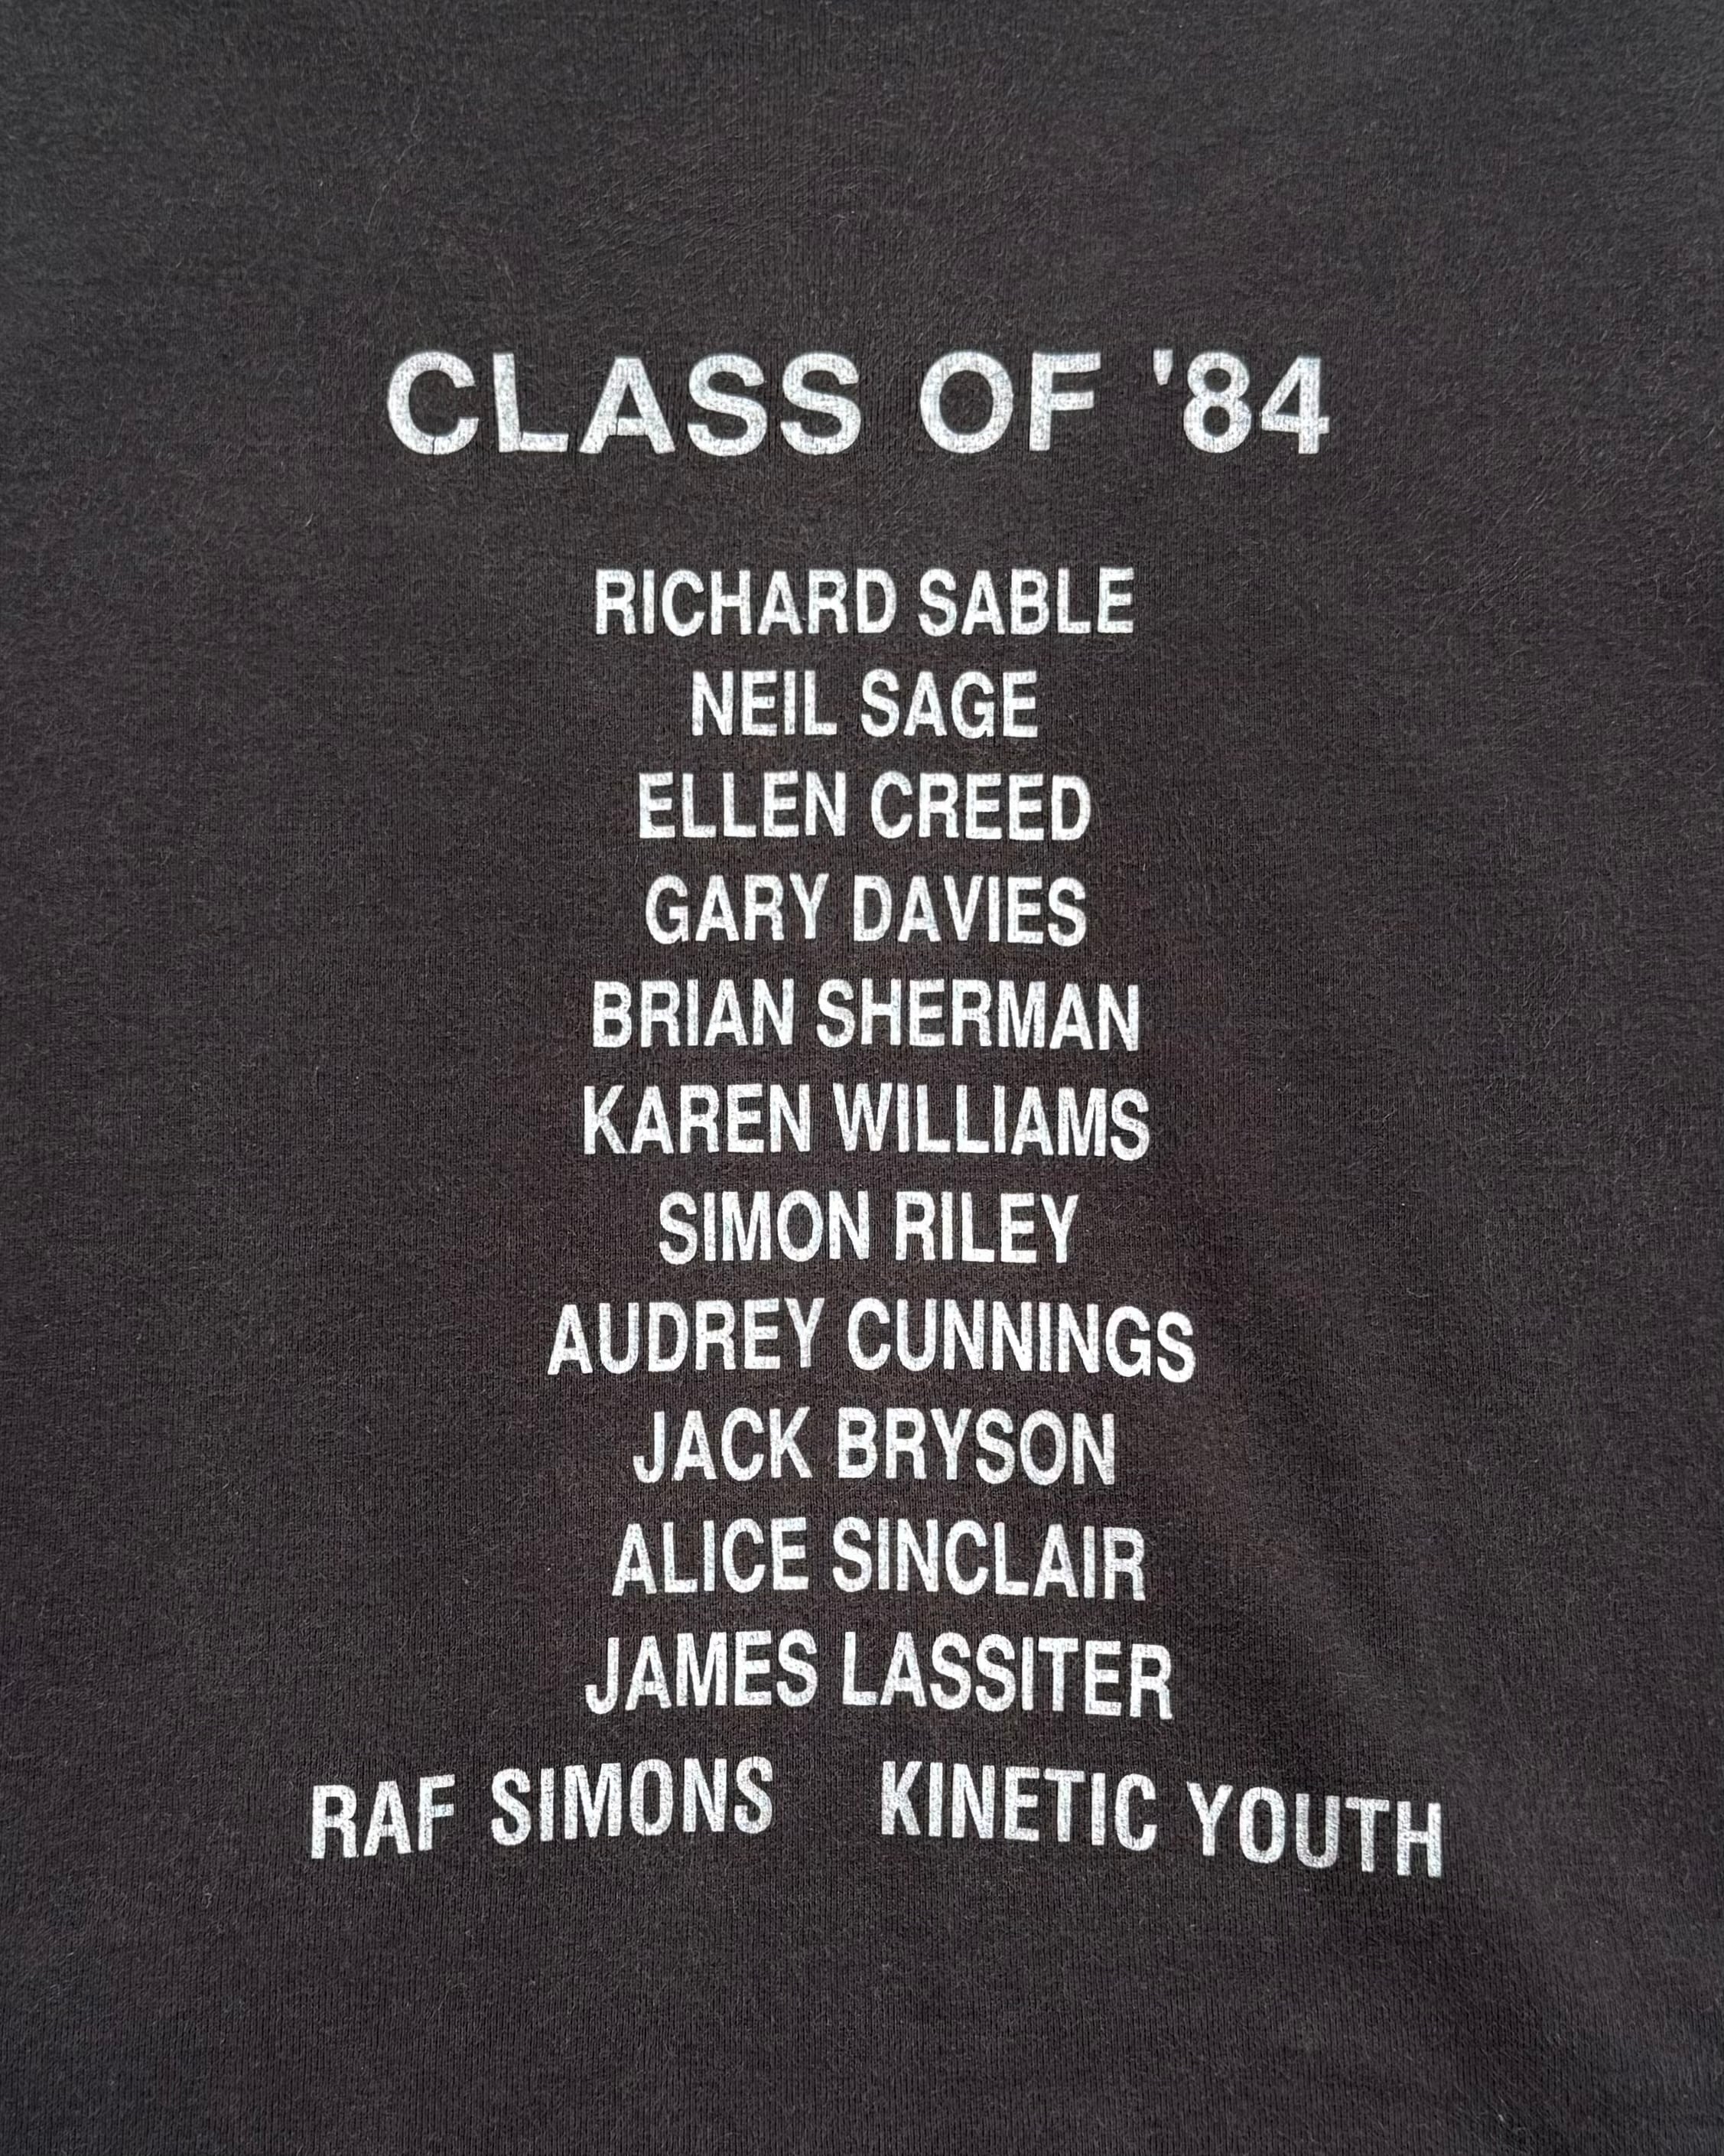 CLASS OF '84
RICHARD SABLE
NEIL SAGE
ELLEN CREED
GARY DAVIES
BRIAN SHERMAN
KAREN WILLIAMS
SIMON RILEY
AUDREY CUNNINGS
JACK BRYSON
ALICE SINCLAIR
JAMES LASSITER
RAF SIMONS KINETIC YOUTH